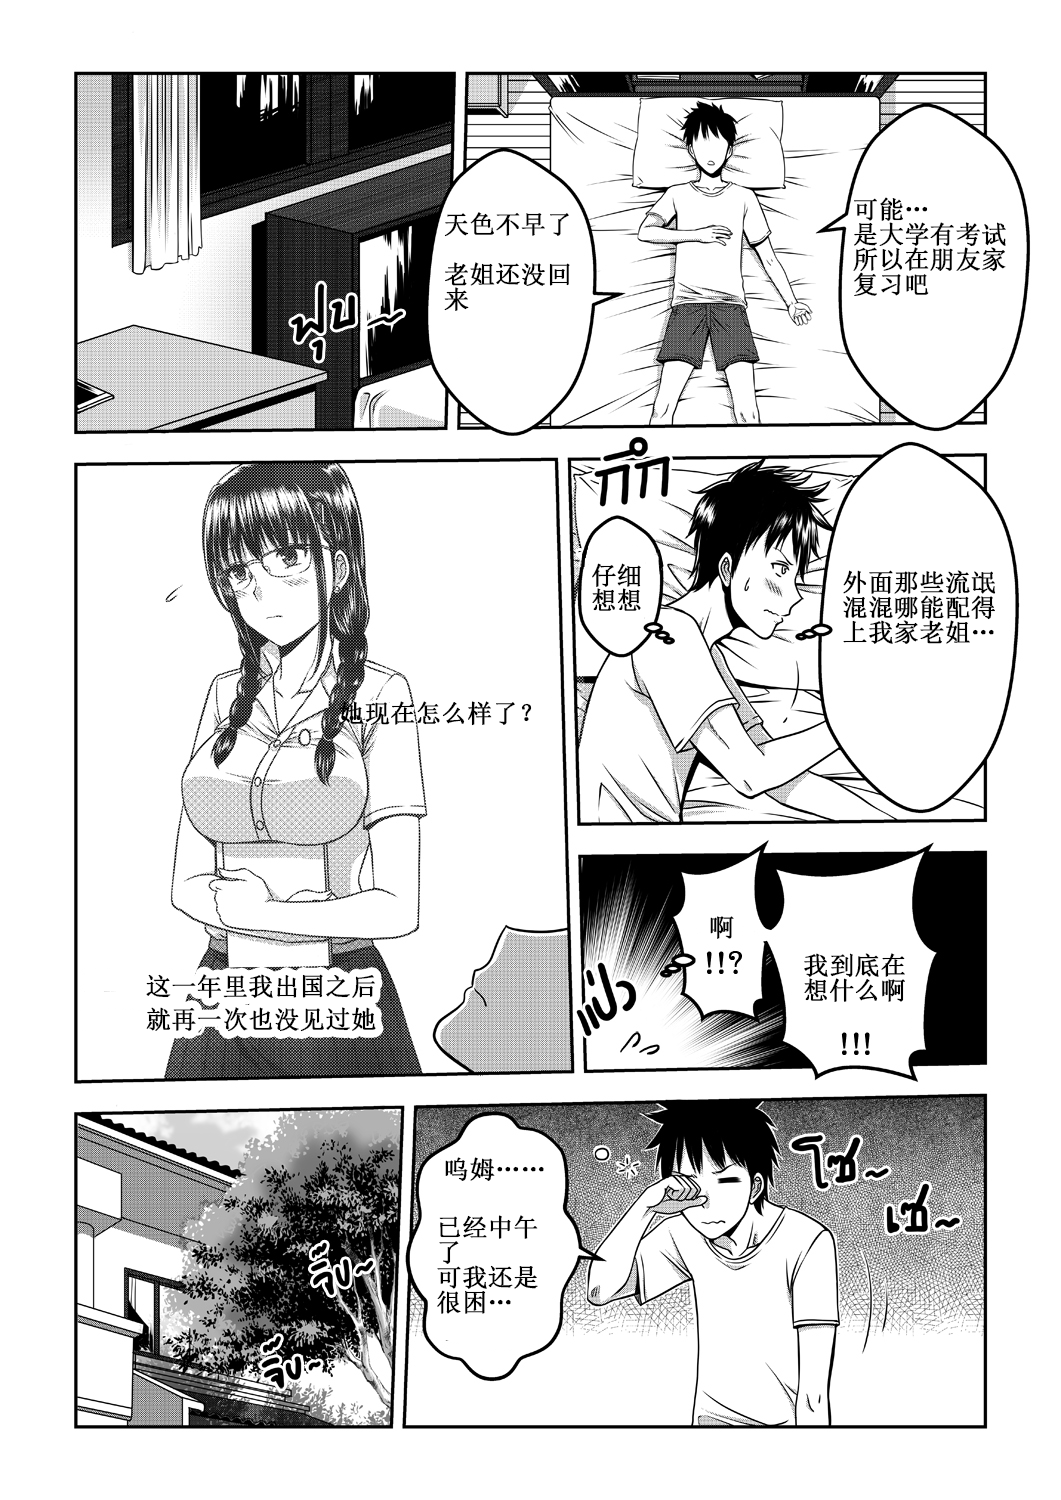 天色不早了
老姐还没回
来
可能…
是大学有考试
所以在朋友家
复习吧
ฟุบ~
กึก
仔细
想想
外面那些流氓
混混哪能配得
上我家老姐…
她现在怎么样了？
这一年里我出国之后
就再一次也没见过她
啊
!!?
我到底在
想什么啊
!!!
แปว
จิ๊บ~
จิ๊บ~
呜姆……
已经中午
了
可我还是
很困…
โซ~
เซ~